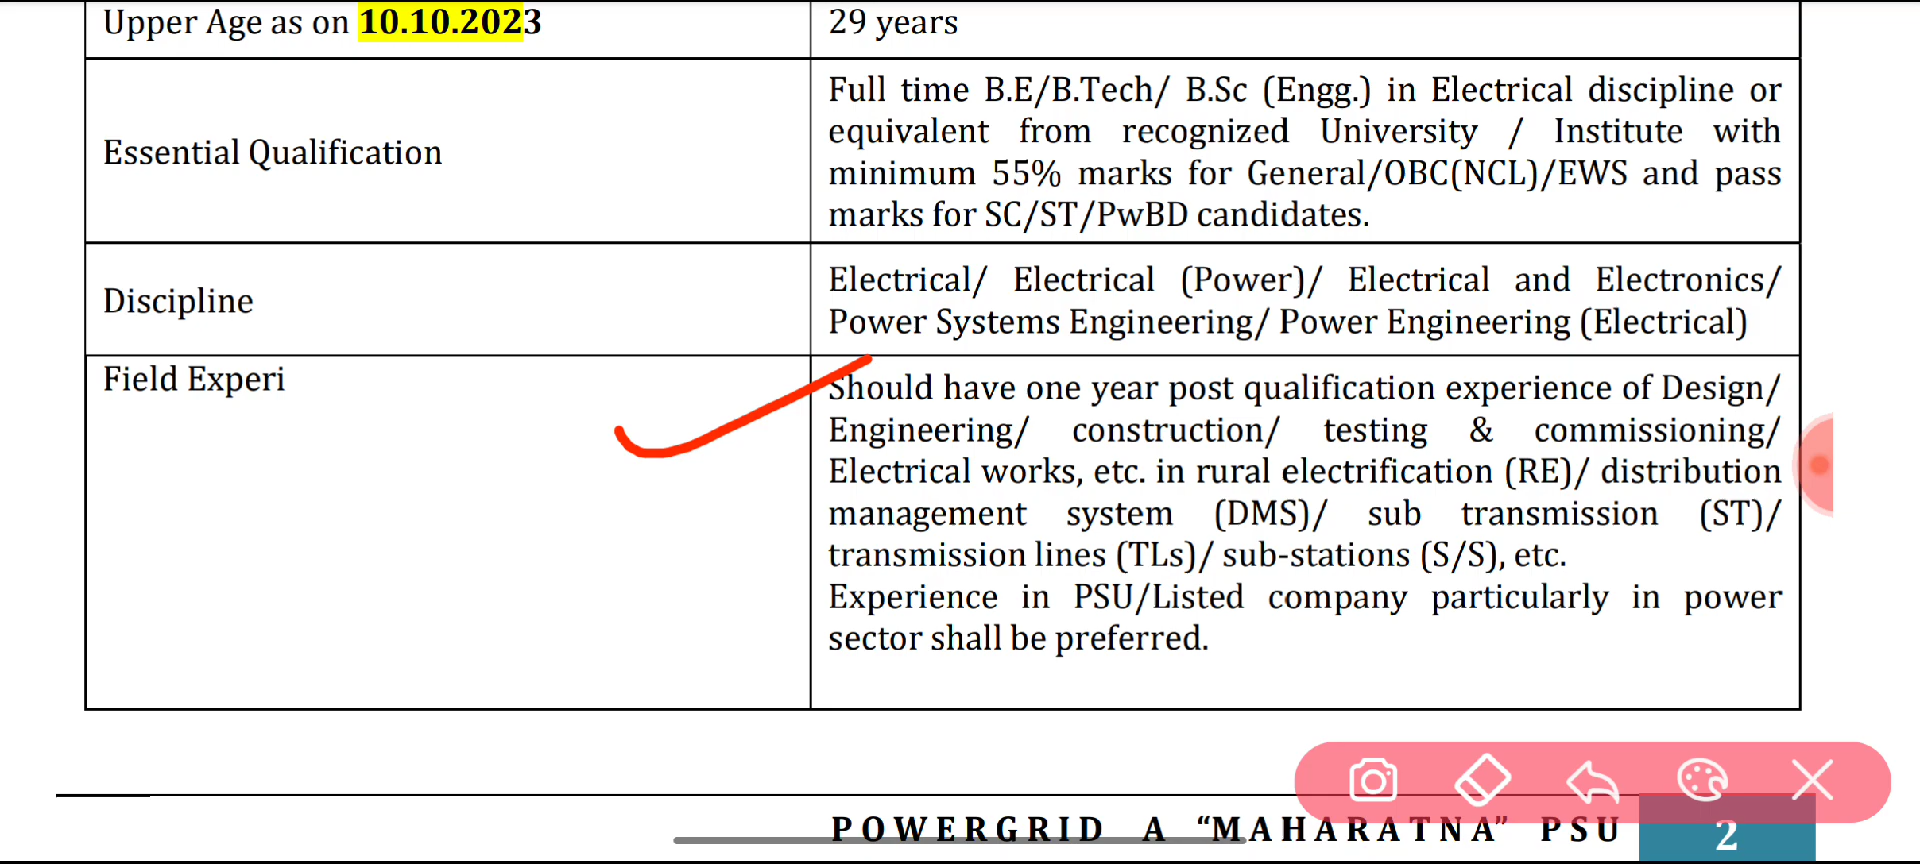 Upper Age as on 10.10.2023
29 years
Essential Qualification
Full time B.E/B.Tech/ B.Sc (Engg.) in Electrical discipline or
equivalent from recognized University / Institute with
minimum 55% marks for General/OBC(NCL)/EWS and pass
marks for SC/ST/PwBD candidates.
Discipline
Electrical/ Electrical (Power)/ Electrical and Electronics/
Power Systems Engineering/ Power Engineering (Electrical)
Field Experi
Should have one year post qualification experience of Design/
Engineering/ construction/ testing & commissioning/
Electrical works, etc. in rural electrification (RE)/ distribution
management system (DMS)/ sub transmission (ST)/
transmission lines (TLs)/ sub-stations (S/S), etc.
Experience in PSU/Listed company particularly in power
sector shall be preferred.
POWERGRID A “MAHARATNA” PSU
2